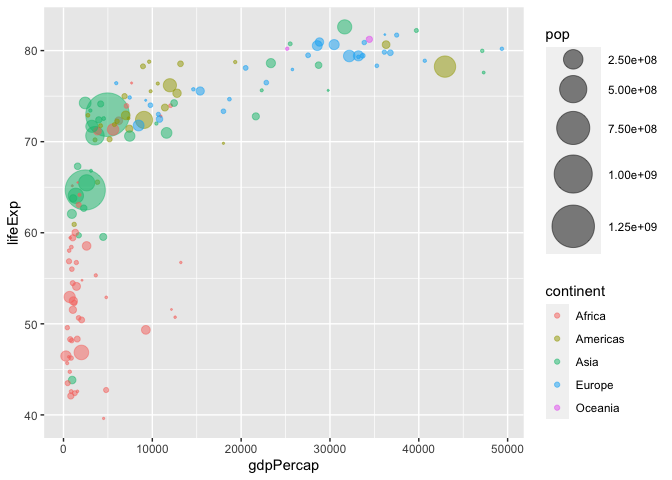 80
70
60
50
40
lifeExp
0 10000 20000 30000 40000 50000
gdpPercap
pop
2.50e+08
5.00e+08
7.50e+08
1.00e+09
1.25e+09
continent
Africa
Americas
Asia
Europe
Oceania